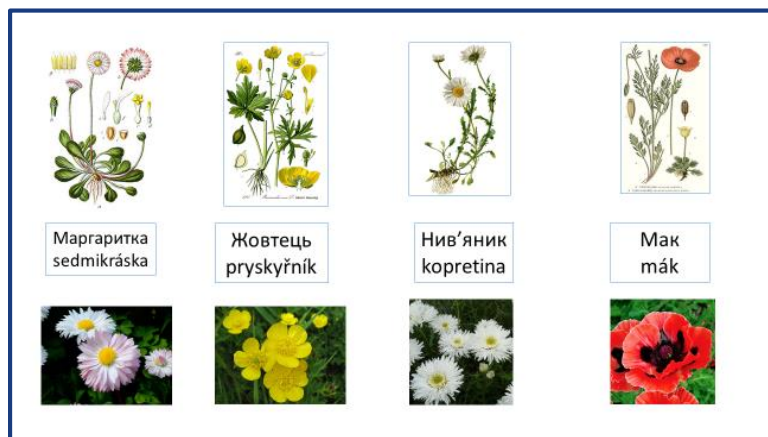 Маргаритка
sedmikráska
Жовтець
pryskyřník
Нив’яник
kopretina
Мак
mák